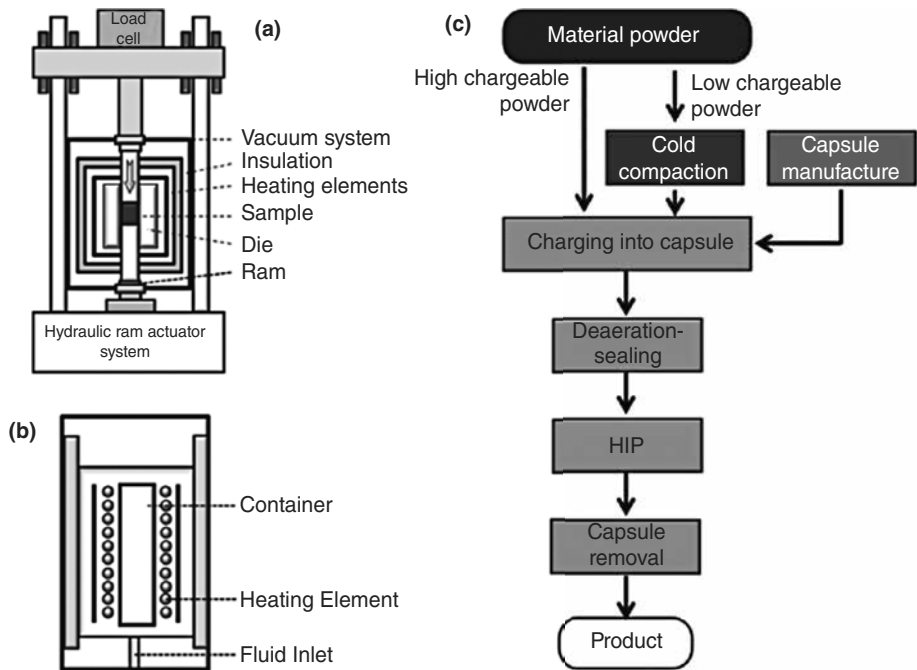 (a)
Load
cell
Vacuum system
Insulation
Heating elements
Sample
Die
Ram
Hydraulic ram actuator
system
(b)
Container
Heating Element
Fluid Inlet
(c)
Material powder
High chargeable
powder
Low chargeable
powder
Cold
compaction
Capsule
manufacture
Charging into capsule
Deaeration-
sealing
HIP
Capsule
removal
Product